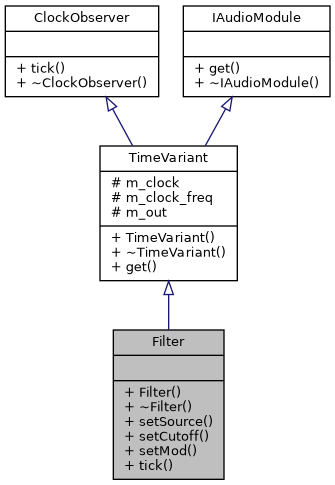 ClockObserver
+ tick()
+ ~ClockObserver()
IAudioModule
+ get()
+ ~IAudioModule()
TimeVariant
# m_clock
# m_clock_freq
# m_out
+ TimeVariant()
+ ~TimeVariant()
+ get()
Filter
+ Filter()
+ ~Filter()
+ setSource()
+ setCutoff()
+ setMod()
+ tick()